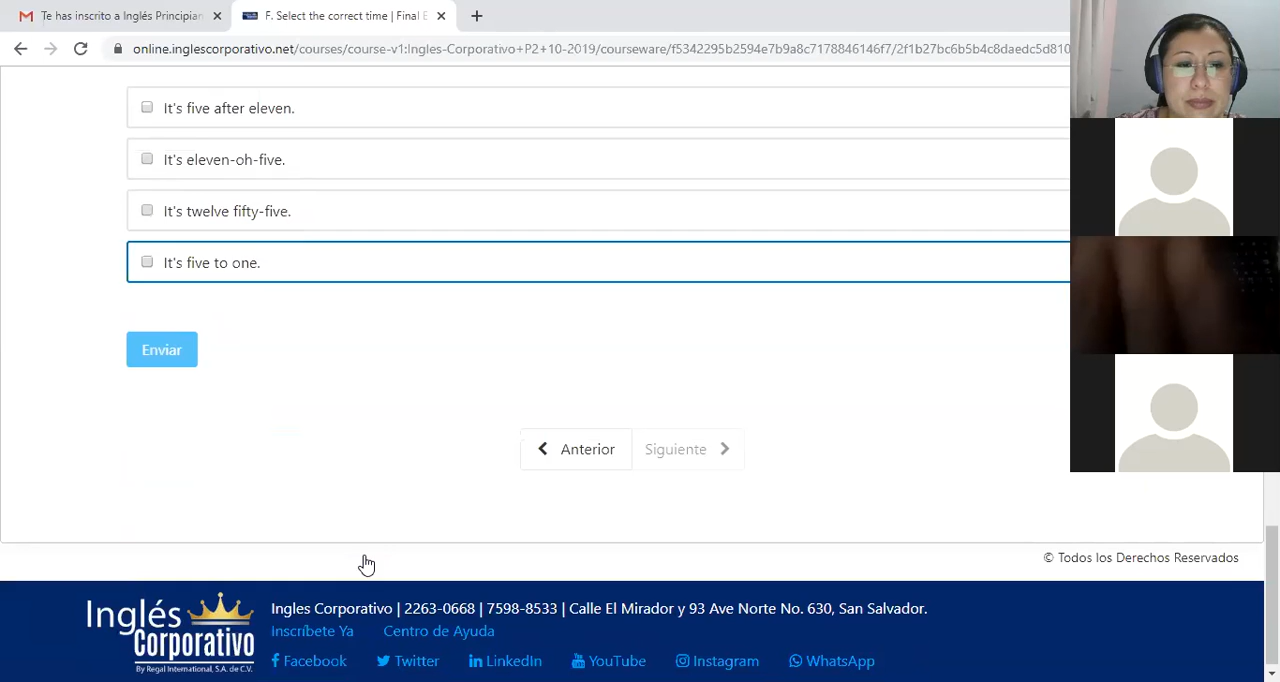 Te has inscrito a Inglés Principian
F. Select the correct time | Final E
online.inglescorporativo.net/courses/course-v1:Ingles-Corporativo+P2+10-2019/courseware/f5342295b2594e7b9a8c7178846146f7/2f1b27bc6b5b4c8daedc5d810
It's five after eleven.
It's eleven-oh-five.
It's twelve fifty-five.
It's five to one.
Enviar
Anterior
Siguiente
© Todos los Derechos Reservados
Inglés Corporativo
By Regal International, S.A. de C.V.
Ingles Corporativo | 2263-0668 | 7598-8533 | Calle El Mirador y 93 Ave Norte No. 630, San Salvador.
Inscríbete Ya Centro de Ayuda
Facebook Twitter LinkedIn YouTube Instagram WhatsApp